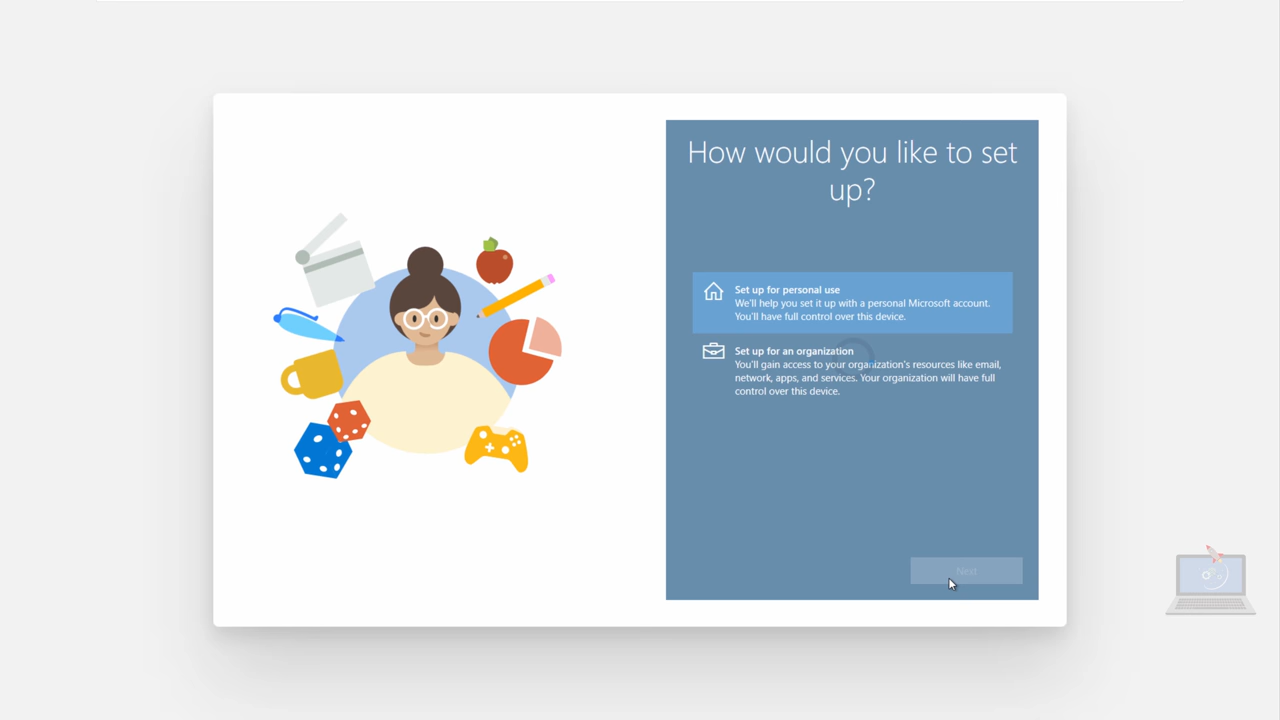 How would you like to set
up?
Set up for personal use
We'll help you set it up with a personal Microsoft account.
You'll have full control over this device.
Set up for an organization
You'll gain access to your organization's resources like email,
network, apps, and services. Your organization will have full
control over this device.
Next